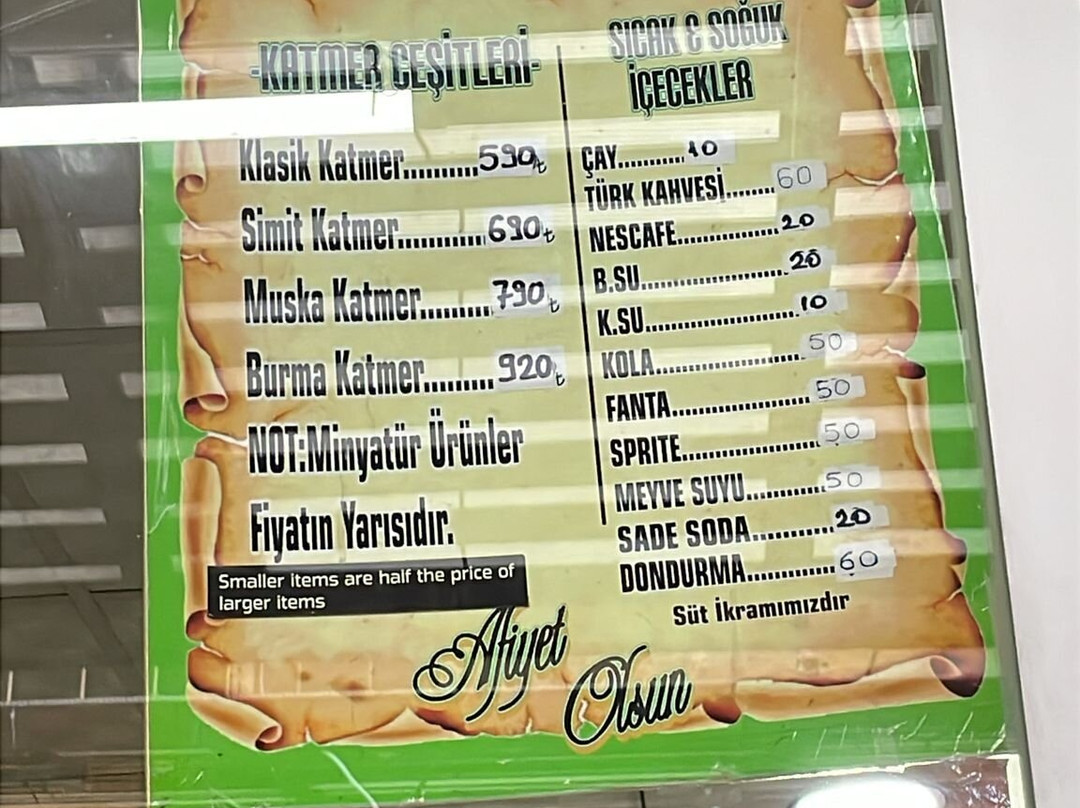 -KATMER ÇEŞİTLERİ-
Klasik Katmer..........590₺
Simit Katmer............690₺
Muska Katmer..........790₺
Burma Katmer.........920₺
NOT:Minyatür Ürünler
Fiyatın Yarısıdır.
Smaller items are half the price of
larger items
SICAK & SOĞUK
İÇECEKLER
ÇAY...........10
TÜRK KAHVESİ........60
NESCAFE................20
B.SU.......................20
K.SU.......................10
KOLA.......................50
FANTA.....................50
SPRITE.....................50
MEYVE SUYU............50
SADE SODA............20
DONDURMA.............60
Süt İkramımızdır
Afiyet
Olsun